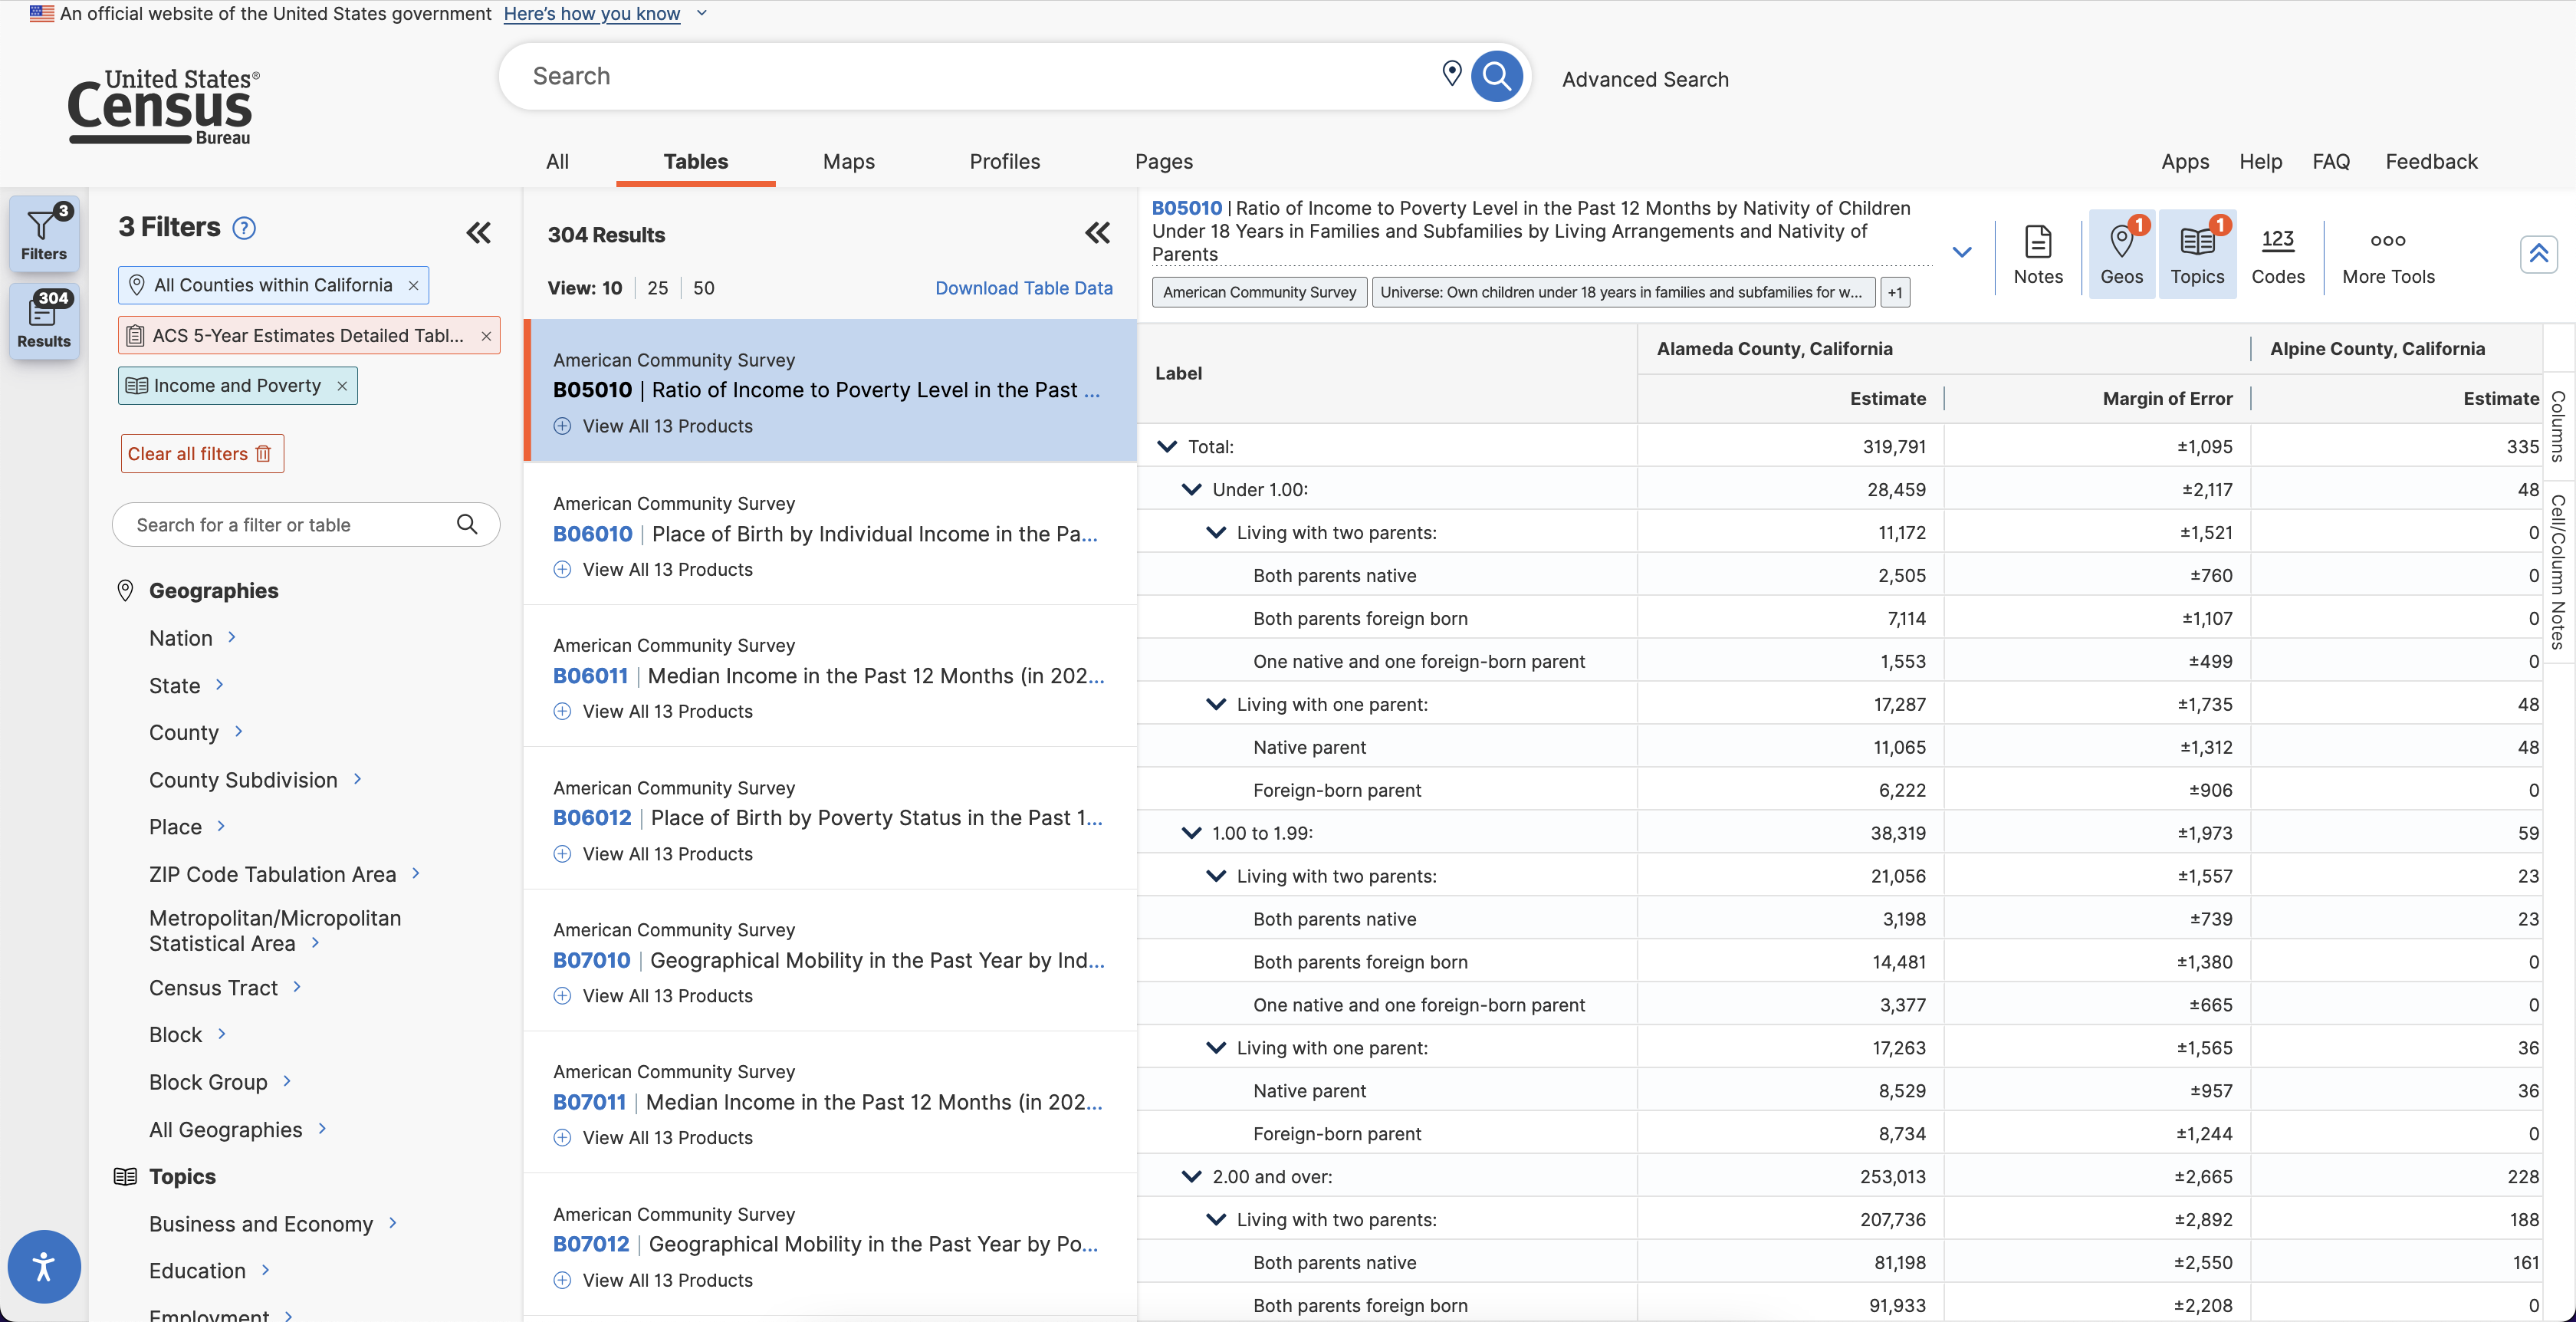 An official website of the United States government Here's how you know
United States®
Census
Bureau
Search
Advanced Search
All Tables Maps Profiles Pages
Apps Help FAQ Feedback
3
Filters
304
Results
3 Filters ?
All Counties within California ×
ACS 5-Year Estimates Detailed Tabl... ×
Income and Poverty ×
Clear all filters
Search for a filter or table
Geographies
Nation
State
County
County Subdivision
Place
ZIP Code Tabulation Area
Metropolitan/Micropolitan
Statistical Area
Census Tract
Block
Block Group
All Geographies
Topics
Business and Economy
Education
Employment
304 Results
View: 10 | 25 | 50 Download Table Data
American Community Survey
B05010 | Ratio of Income to Poverty Level in the Past ...
View All 13 Products
American Community Survey
B06010 | Place of Birth by Individual Income in the Pa...
View All 13 Products
American Community Survey
B06011 | Median Income in the Past 12 Months (in 202...
View All 13 Products
American Community Survey
B06012 | Place of Birth by Poverty Status in the Past 1...
View All 13 Products
American Community Survey
B07010 | Geographical Mobility in the Past Year by Ind...
View All 13 Products
American Community Survey
B07011 | Median Income in the Past 12 Months (in 202...
View All 13 Products
American Community Survey
B07012 | Geographical Mobility in the Past Year by Po...
View All 13 Products
B05010 | Ratio of Income to Poverty Level in the Past 12 Months by Nativity of Children
Under 18 Years in Families and Subfamilies by Living Arrangements and Nativity of
Parents
American Community Survey Universe: Own children under 18 years in families and subfamilies for w... +1
Notes
1
Geos
1
Topics
123
Codes
More Tools
Label Alameda County, California Alpine County, California
Estimate Margin of Error Estimate
Total: 319,791 ±1,095 335
Under 1.00: 28,459 ±2,117 48
Living with two parents: 11,172 ±1,521 0
Both parents native 2,505 ±760 0
Both parents foreign born 7,114 ±1,107 0
One native and one foreign-born parent 1,553 ±499 0
Living with one parent: 17,287 ±1,735 48
Native parent 11,065 ±1,312 48
Foreign-born parent 6,222 ±906 0
1.00 to 1.99: 38,319 ±1,973 59
Living with two parents: 21,056 ±1,557 23
Both parents native 3,198 ±739 23
Both parents foreign born 14,481 ±1,380 0
One native and one foreign-born parent 3,377 ±665 0
Living with one parent: 17,263 ±1,565 36
Native parent 8,529 ±957 36
Foreign-born parent 8,734 ±1,244 0
2.00 and over: 253,013 ±2,665 228
Living with two parents: 207,736 ±2,892 188
Both parents native 81,198 ±2,550 161
Both parents foreign born 91,933 ±2,208 0
Columns
Cell/Column Notes